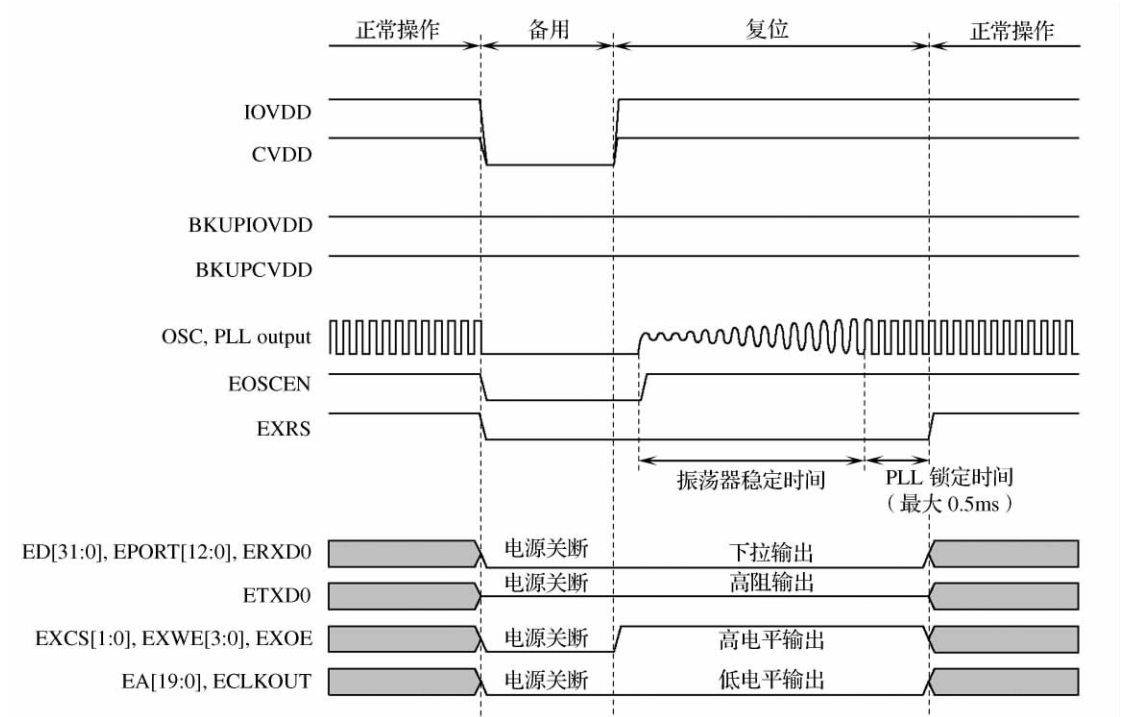 正常操作 备用 复位 正常操作
IOVDD
CVDD
BKUPIOVDD
BKUPCVDD
OSC, PLL output
EOSCEN
EXRS
振荡器稳定时间 PLL 锁定时间
（最大 0.5ms）
ED[31:0], EPORT[12:0], ERXD0 电源关断 下拉输出
ETXD0 电源关断 高阻输出
EXCS[1:0], EXWE[3:0], EXOE 电源关断 高电平输出
EA[19:0], ECLKOUT 电源关断 低电平输出